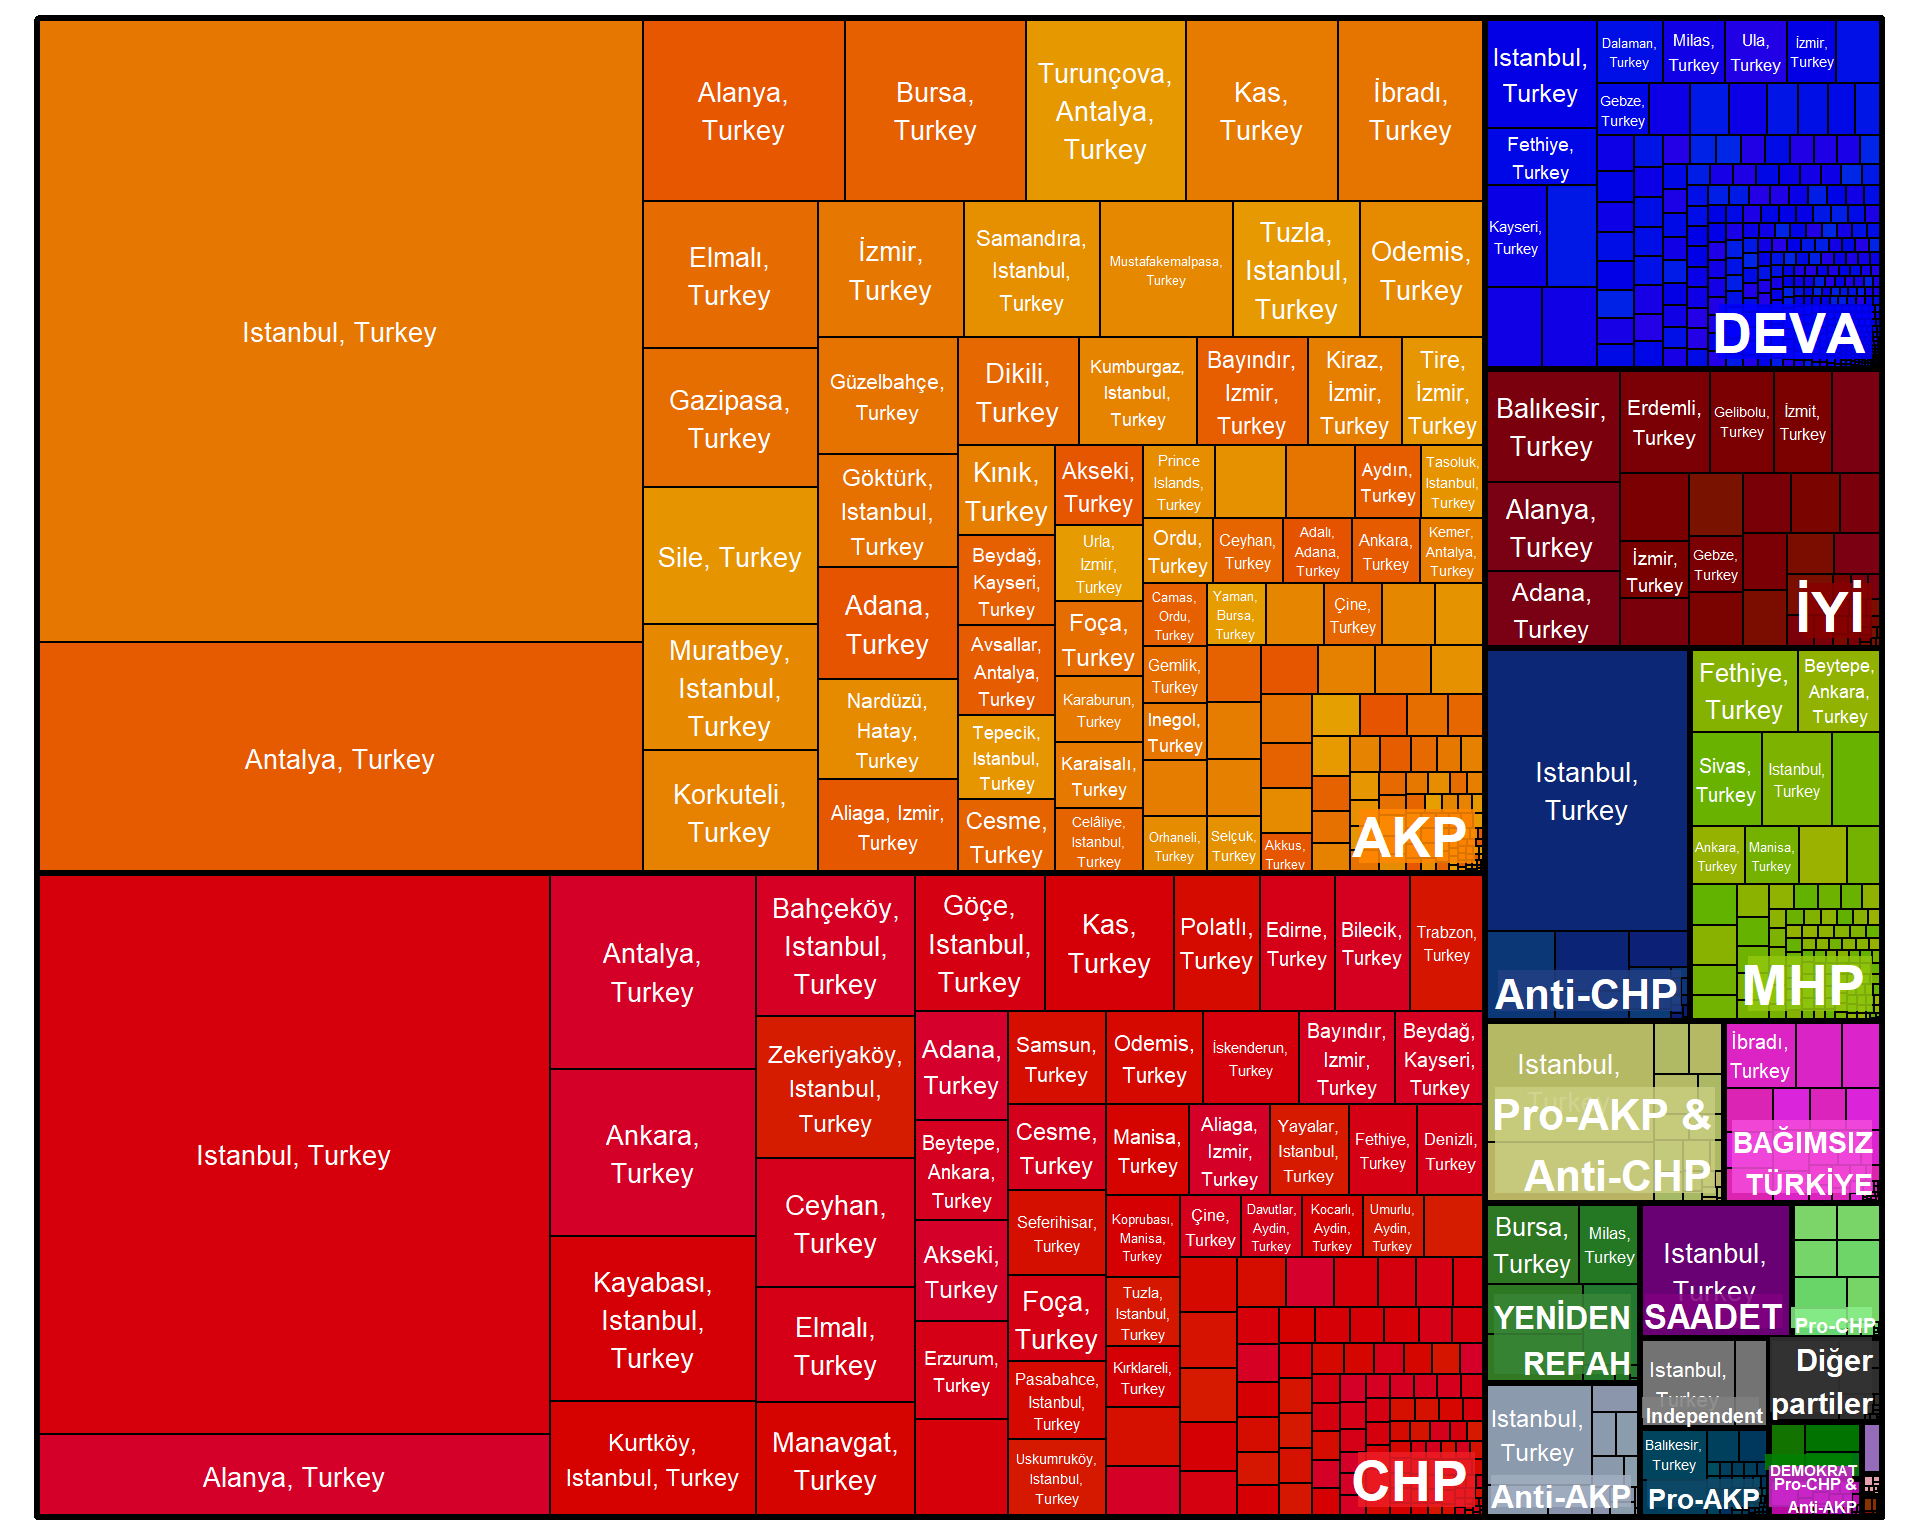 Istanbul, Turkey
Antalya, Turkey
Alanya,
Turkey
Bursa,
Turkey
Turunçova,
Antalya,
Turkey
Kas,
Turkey
İbradı,
Turkey
Elmalı,
Turkey
İzmir,
Turkey
Samandıra,
Istanbul,
Turkey
Mustafakemalpasa,
Turkey
Tuzla,
Istanbul,
Turkey
Odemis,
Turkey
Gazipasa,
Turkey
Güzelbahçe,
Turkey
Dikili,
Turkey
Kumburgaz,
Istanbul,
Turkey
Bayındır,
Izmir,
Turkey
Kiraz,
İzmir,
Turkey
Tire,
İzmir,
Turkey
Sile, Turkey
Göktürk,
Istanbul,
Turkey
Kınık,
Turkey
Akseki,
Turkey
Prince
Islands,
Turkey
Aydın,
Turkey
Tasoluk,
Istanbul,
Turkey
Beydağ,
Kayseri,
Turkey
Urla,
Izmir,
Turkey
Ordu,
Turkey
Ceyhan,
Turkey
Adalı,
Adana,
Turkey
Ankara,
Turkey
Kemer,
Antalya,
Turkey
Adana,
Turkey
Muratbey,
Istanbul,
Turkey
Avsallar,
Antalya,
Turkey
Foça,
Turkey
Camas,
Ordu,
Turkey
Yaman,
Bursa,
Turkey
Çine,
Turkey
Gemlik,
Turkey
Nardüzü,
Hatay,
Turkey
Karaburun,
Turkey
Inegol,
Turkey
Tepecik,
Istanbul,
Turkey
Karaisalı,
Turkey
Korkuteli,
Turkey
Aliaga, Izmir,
Turkey
Cesme,
Turkey
Celâliye,
Istanbul,
Turkey
Orhaneli,
Turkey
Selçuk,
Turkey
Akkus,
Turkey
AKP
Istanbul, Turkey
Alanya, Turkey
Antalya,
Turkey
Ankara,
Turkey
Kayabası,
Istanbul,
Turkey
Kurtköy,
Istanbul, Turkey
Bahçeköy,
Istanbul,
Turkey
Zekeriyaköy,
Istanbul,
Turkey
Ceyhan,
Turkey
Elmalı,
Turkey
Manavgat,
Turkey
Göçe,
Istanbul,
Turkey
Kas,
Turkey
Polatlı,
Turkey
Edirne,
Turkey
Bilecik,
Turkey
Trabzon,
Turkey
Adana,
Turkey
Beytepe,
Ankara,
Turkey
Akseki,
Turkey
Erzurum,
Turkey
Samsun,
Turkey
Cesme,
Turkey
Seferihisar,
Turkey
Foça,
Turkey
Pasabahce,
Istanbul,
Turkey
Uskumruköy,
Istanbul,
Turkey
Odemis,
Turkey
İskenderun,
Turkey
Bayındır,
Izmir,
Turkey
Beydağ,
Kayseri,
Turkey
Manisa,
Turkey
Aliaga,
Izmir,
Turkey
Yayalar,
Istanbul,
Turkey
Fethiye,
Turkey
Denizli,
Turkey
Koprubası,
Manisa,
Turkey
Çine,
Turkey
Davutlar,
Aydin,
Turkey
Kocarlı,
Aydin,
Turkey
Umurlu,
Aydin,
Turkey
Tuzla,
Istanbul,
Turkey
Kırklareli,
Turkey
CHP
Istanbul,
Turkey
Dalaman,
Turkey
Milas,
Turkey
Ula,
Turkey
İzmir,
Turkey
Gebze,
Turkey
Fethiye,
Turkey
Kayseri,
Turkey
DEVA
Balıkesir,
Turkey
Erdemli,
Turkey
Gelibolu,
Turkey
İzmit,
Turkey
Alanya,
Turkey
İzmir,
Turkey
Gebze,
Turkey
Adana,
Turkey
İYİ
Istanbul,
Turkey
Anti-CHP
Fethiye,
Turkey
Beytepe,
Ankara,
Turkey
Sivas,
Turkey
Istanbul,
Turkey
Ankara,
Turkey
Manisa,
Turkey
MHP
Istanbul,
Turkey
Pro-AKP &
Anti-CHP
İbradı,
Turkey
BAĞIMSIZ
TÜRKİYE
Bursa,
Turkey
Milas,
Turkey
YENİDEN
REFAH
Istanbul,
Turkey
SAADET
Pro-CHP
Istanbul,
Turkey
Anti-AKP
Istanbul,
Turkey
Independent
Diğer
partiler
Balıkesir,
Turkey
Pro-AKP
DEMOKRAT
Pro-CHP &
Anti-AKP